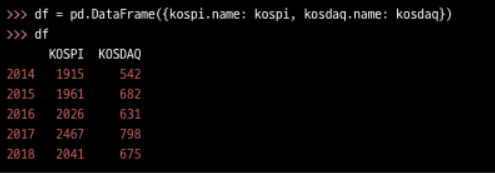 >>> df = pd.DataFrame({kospi.name: kospi, kosdaq.name: kosdaq})
>>> df
KOSPI KOSDAQ
2014 1915 542
2015 1961 682
2016 2026 631
2017 2467 798
2018 2041 675